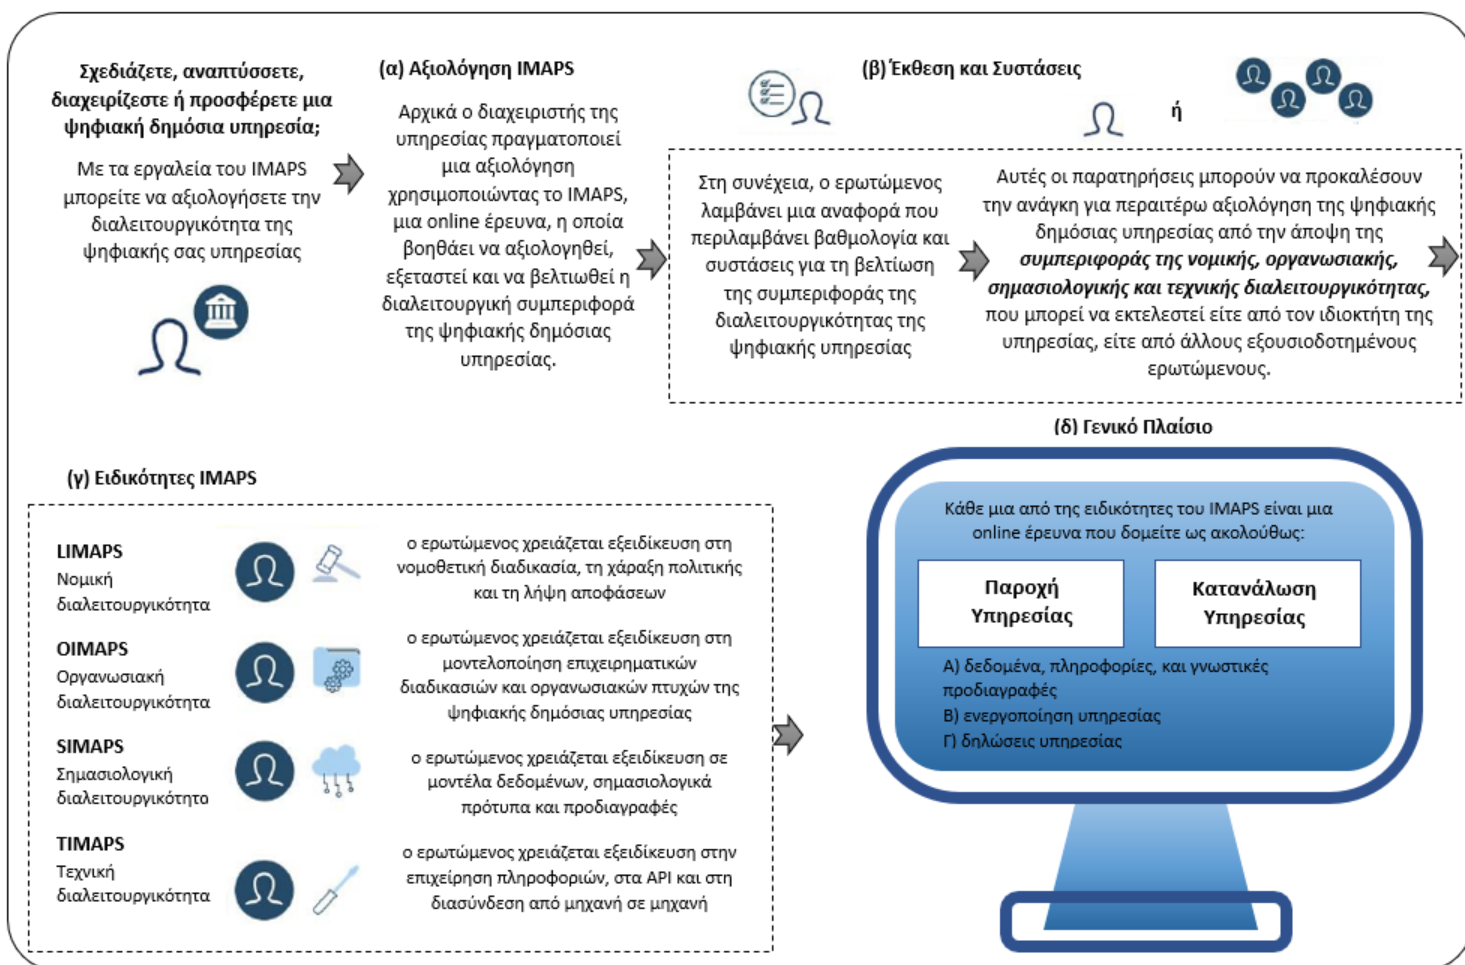 Σχεδιάζετε, αναπτύσσετε,
διαχειρίζεστε ή προσφέρετε μια
ψηφιακή δημόσια υπηρεσία;
Με τα εργαλεία του IMAPS
μπορείτε να αξιολογήσετε την
διαλειτουργικότητα της
ψηφιακής σας υπηρεσίας
(α) Αξιολόγηση IMAPS
Αρχικά ο διαχειριστής της
υπηρεσίας πραγματοποιεί
μια αξιολόγηση
χρησιμοποιώντας το IMAPS,
μια online έρευνα, η οποία
βοηθάει να αξιολογηθεί,
εξεταστεί και να βελτιωθεί η
διαλειτουργική συμπεριφορά
της ψηφιακής δημόσιας
υπηρεσίας.
(β) Έκθεση και Συστάσεις
ή
Στη συνέχεια, ο ερωτώμενος
λαμβάνει μια αναφορά που
περιλαμβάνει βαθμολογία και
συστάσεις για τη βελτίωση
της συμπεριφοράς της
διαλειτουργικότητας της
ψηφιακής υπηρεσίας
Αυτές οι παρατηρήσεις μπορούν να προκαλέσουν
την ανάγκη για περαιτέρω αξιολόγηση της ψηφιακής
δημόσιας υπηρεσίας από την άποψη της
συμπεριφοράς της νομικής, οργανωσιακής,
σημασιολογικής και τεχνικής διαλειτουργικότητας,
που μπορεί να εκτελεστεί είτε από τον ιδιοκτήτη της
υπηρεσίας, είτε από άλλους εξουσιοδοτημένους
ερωτώμενους.
(γ) Ειδικότητες IMAPS
LIMAPS
Νομική
διαλειτουργικότητα
ο ερωτώμενος χρειάζεται εξειδίκευση στη
νομοθετική διαδικασία, τη χάραξη πολιτικής
και τη λήψη αποφάσεων
OIMAPS
Οργανωσιακή
διαλειτουργικότητα
ο ερωτώμενος χρειάζεται εξειδίκευση στη
μοντελοποίηση επιχειρηματικών
διαδικασιών και οργανωσιακών πτυχών της
ψηφιακής δημόσιας υπηρεσίας
SIMAPS
Σημασιολογική
διαλειτουργικότητα
ο ερωτώμενος χρειάζεται εξειδίκευση σε
μοντέλα δεδομένων, σημασιολογικά
πρότυπα και προδιαγραφές
TIMAPS
Τεχνική
διαλειτουργικότητα
ο ερωτώμενος χρειάζεται εξειδίκευση στην
επιχείρηση πληροφοριών, στα API και στη
διασύνδεση από μηχανή σε μηχανή
(δ) Γενικό Πλαίσιο
Κάθε μια από της ειδικότητες του IMAPS είναι μια
online έρευνα που δομείτε ως ακολούθως:
Παροχή
Υπηρεσίας
Κατανάλωση
Υπηρεσίας
Α) δεδομένα, πληροφορίες, και γνωστικές
προδιαγραφές
Β) ενεργοποίηση υπηρεσίας
Γ) δηλώσεις υπηρεσίας